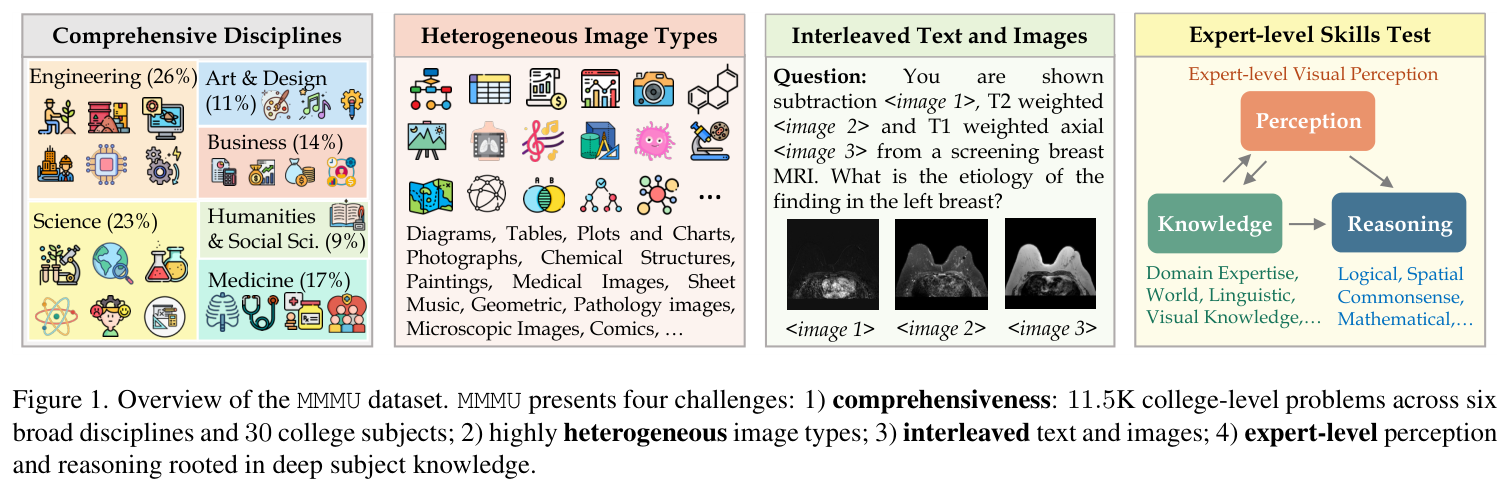 Comprehensive Disciplines
Engineering (26%)
Art & Design
(11%)
Business (14%)
Science (23%)
Humanities
& Social Sci. (9%)
Medicine (17%)
Heterogeneous Image Types
A B
...
Diagrams, Tables, Plots and Charts,
Photographs, Chemical Structures,
Paintings, Medical Images, Sheet
Music, Geometric, Pathology images,
Microscopic Images, Comics, …
Interleaved Text and Images
Question: You are shown
subtraction <image 1>, T2 weighted
<image 2> and T1 weighted axial
<image 3> from a screening breast
MRI. What is the etiology of the
finding in the left breast?
<image 1> <image 2> <image 3>
Expert-level Skills Test
Expert-level Visual Perception
Perception
Knowledge
Reasoning
Domain Expertise,
World, Linguistic,
Visual Knowledge,…
Logical, Spatial
Commonsense,
Mathematical,…
Figure 1. Overview of the MMMU dataset. MMMU presents four challenges: 1) comprehensiveness: 11.5K college-level problems across six
broad disciplines and 30 college subjects; 2) highly heterogeneous image types; 3) interleaved text and images; 4) expert-level perception
and reasoning rooted in deep subject knowledge.